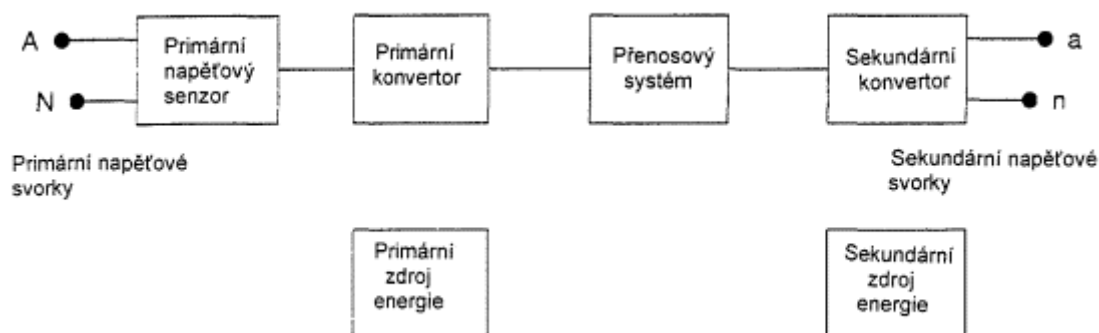 A
N
Primární
napěťový
senzor
Primární
konvertor
Přenosový
systém
Sekundární
konvertor
a
n
Primární napěťové
svorky
Sekundární napěťové
svorky
Primární
zdroj
energie
Sekundární
zdroj
energie